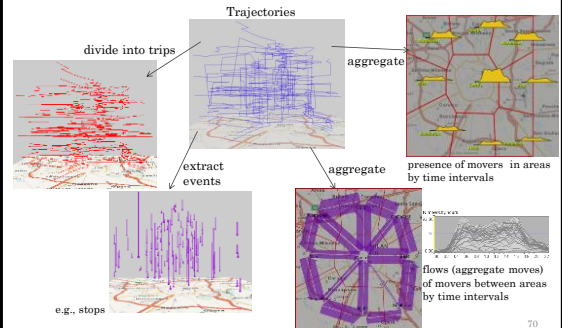 Trajectories
divide into trips
aggregate
extract
events
aggregate
presence of movers in areas
by time intervals
flows (aggregate moves)
of movers between areas
by time intervals
e.g., stops
70